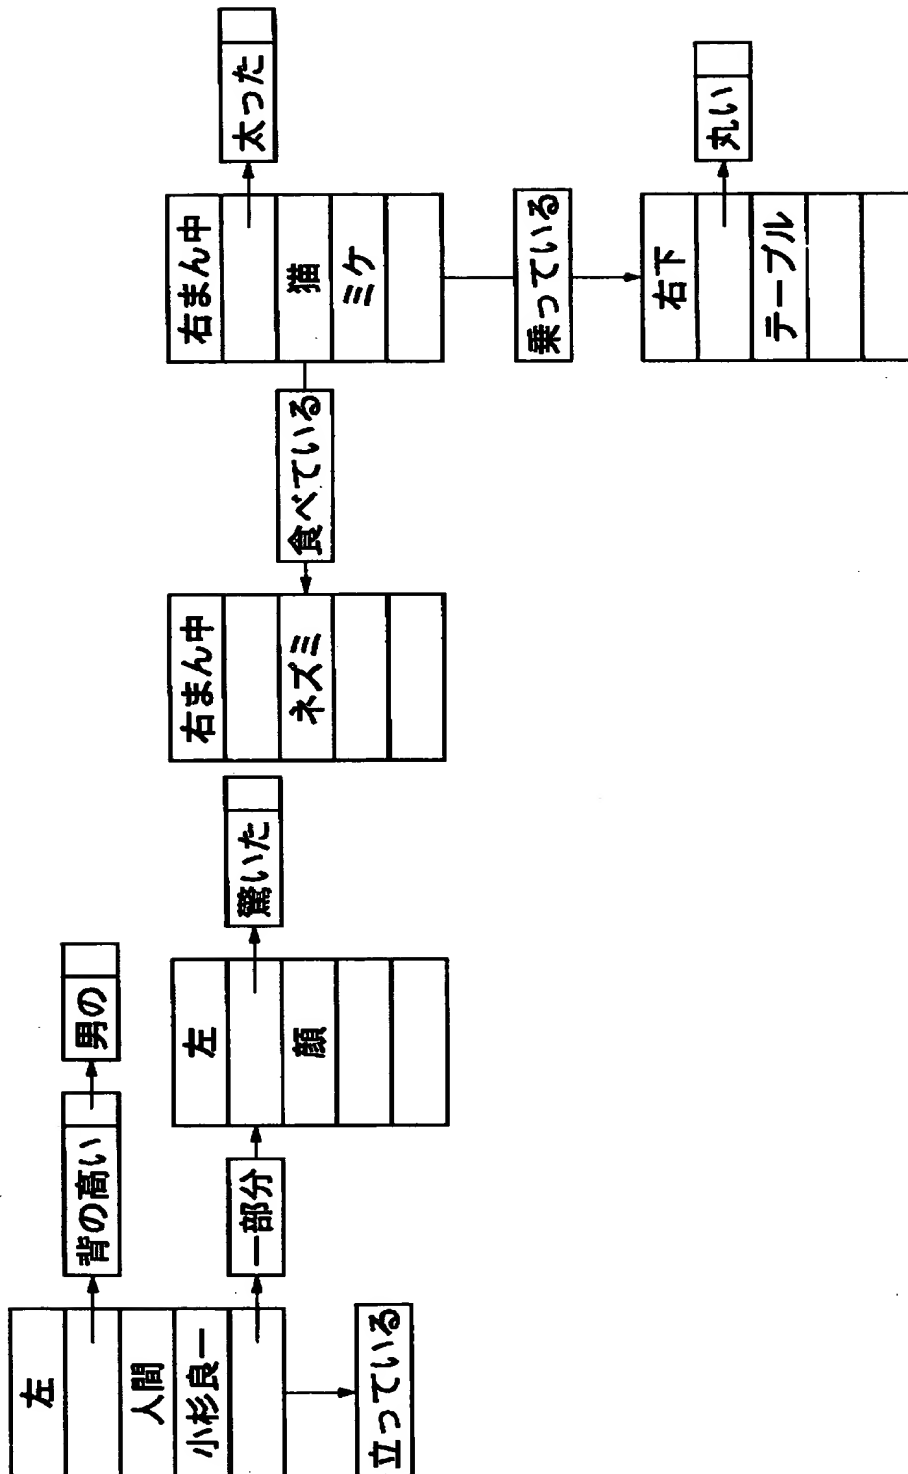 左
背の高い
男の
人間
小杉良一
一部分
立っている
左
驚いた
顔
右まん中
ネズミ
食べている
右まん中
太った
猫
ミケ
乗っている
右下
丸い
テーブル